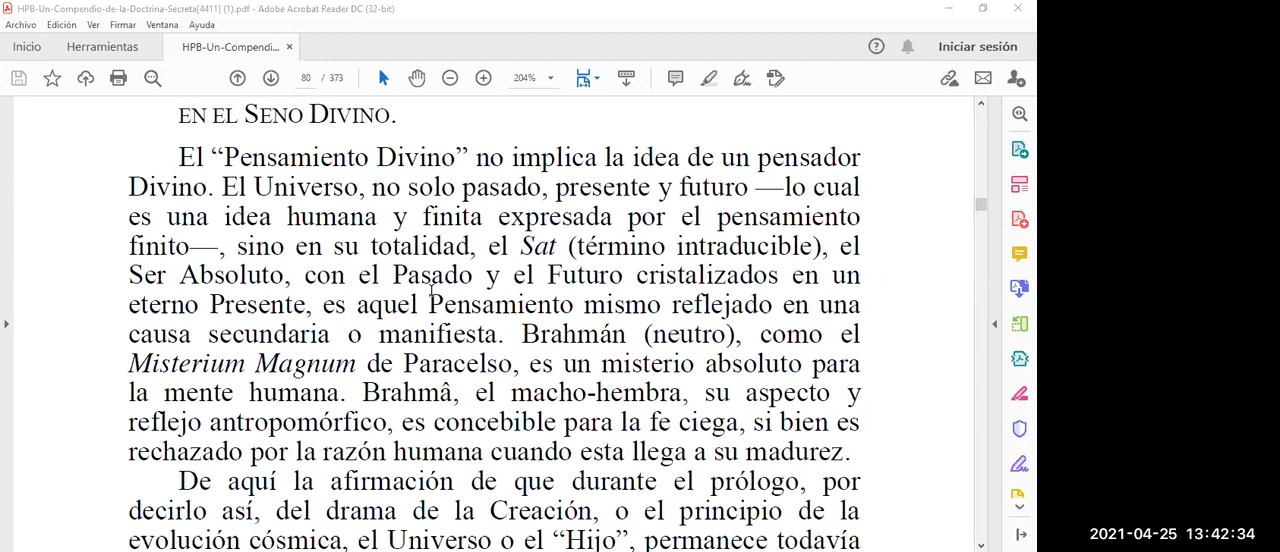 HPB-Un-Compendio-de-la-Doctrina-Secreta[4411] (1).pdf - Adobe Acrobat Reader DC (32-bit)
Archivo Edición Ver Firmar Ventana Ayuda
Inicio Herramientas HPB-Un-Compendi... × Iniciar sesión
80 / 373 204%
EN EL SENO DIVINO.
El “Pensamiento Divino” no implica la idea de un pensador
Divino. El Universo, no solo pasado, presente y futuro —lo cual
es una idea humana y finita expresada por el pensamiento
finito—, sino en su totalidad, el Sat (término intraducible), el
Ser Absoluto, con el Pasado y el Futuro cristalizados en un
eterno Presente, es aquel Pensamiento mismo reflejado en una
causa secundaria o manifiesta. Brahmán (neutro), como el
Misterium Magnum de Paracelso, es un misterio absoluto para
la mente humana. Brahmâ, el macho-hembra, su aspecto y
reflejo antropomórfico, es concebible para la fe ciega, si bien es
rechazado por la razón humana cuando esta llega a su madurez.
De aquí la afirmación de que durante el prólogo, por
decirlo así, del drama de la Creación, o el principio de la
evolución cósmica, el Universo o el “Hijo”, permanece todavía
2021-04-25 13:42:34